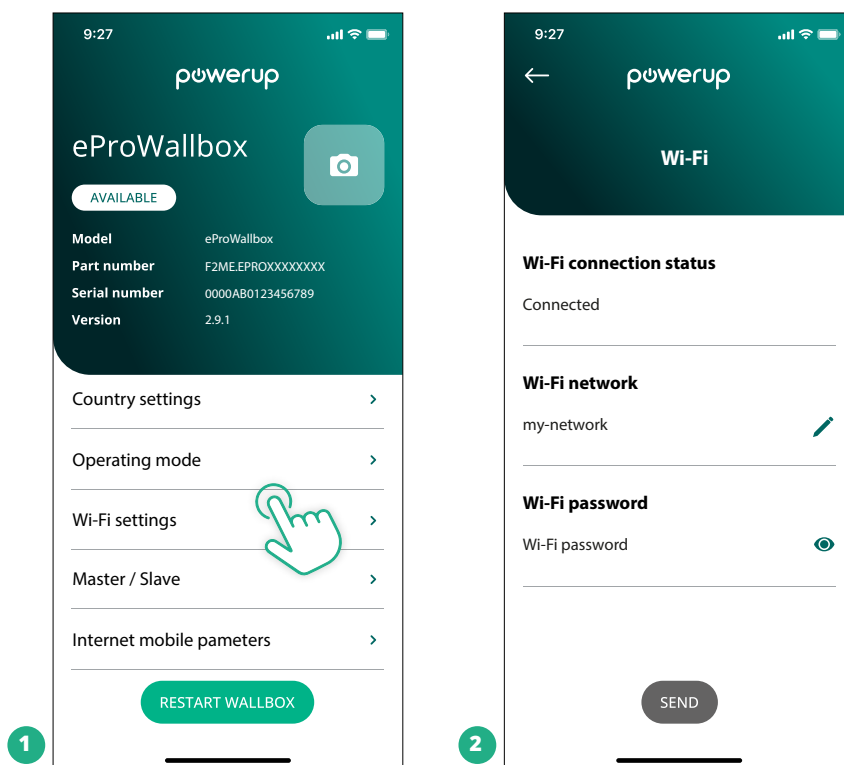 9:27
powerup
eProWallbox
AVAILABLE
Model eProWallbox
Part number F2ME.EPROXXXXXXXX
Serial number 0000AB0123456789
Version 2.9.1
Country settings
Operating mode
Wi-Fi settings
Master / Slave
Internet mobile pameters
RESTART WALLBOX
1
9:27
powerup
Wi-Fi
Wi-Fi connection status
Connected
Wi-Fi network
my-network
Wi-Fi password
Wi-Fi password
SEND
2